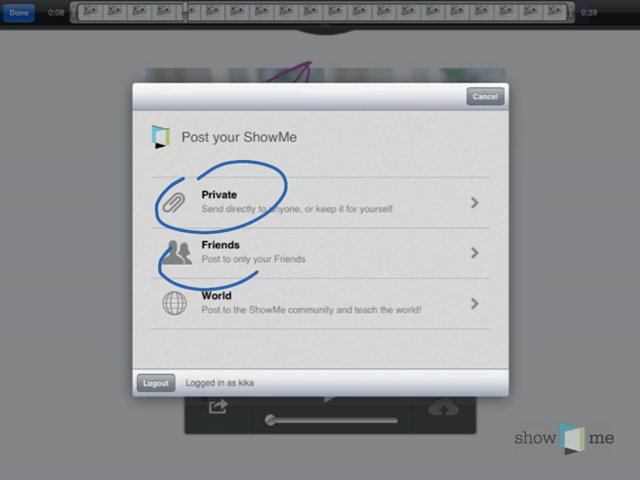 Done 0:08 0:39
Cancel
Post your ShowMe
Private
Send directly to anyone, or keep it for yourself
Friends
Post to only your Friends
World
Post to the ShowMe community and teach the world!
Logout Logged in as kika
show me